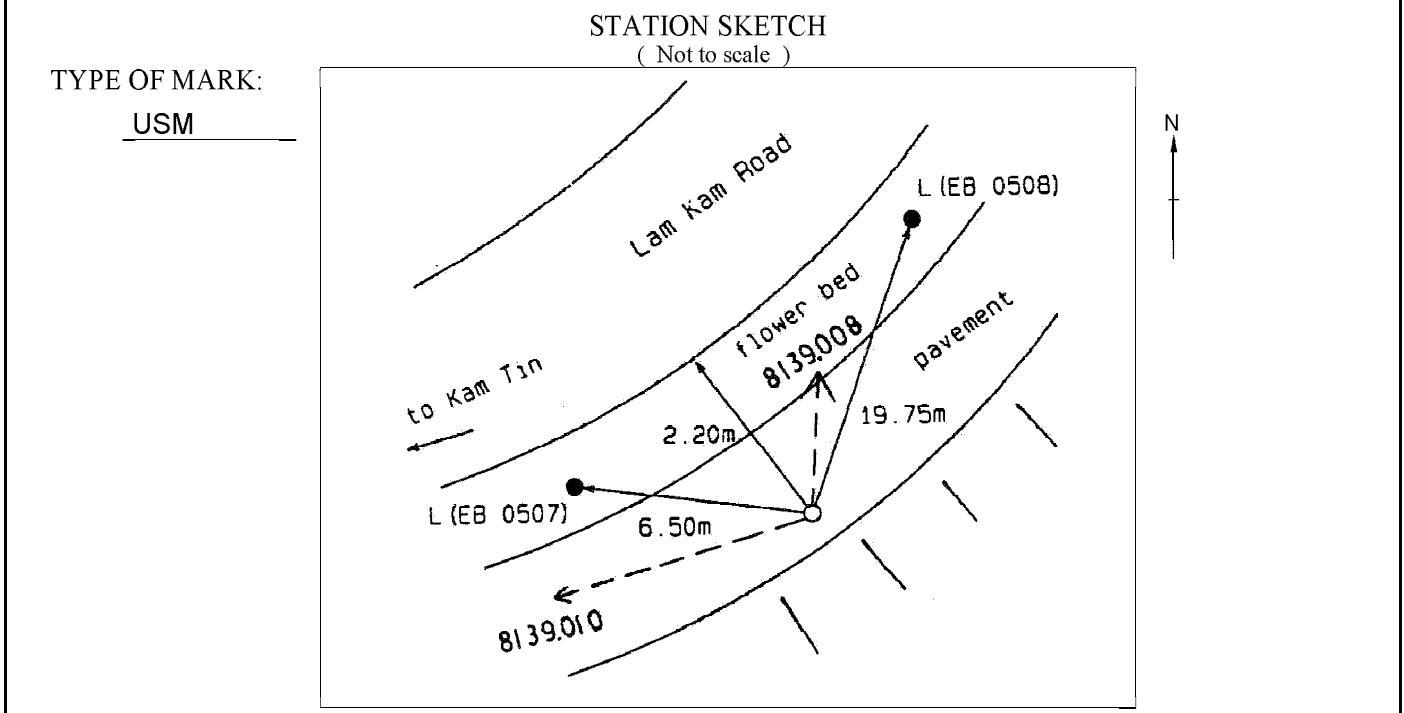 STATION SKETCH
( Not to scale )
TYPE OF MARK:
USM
N
Lam Kam Road
L (EB 0508)
flower bed
8139.008
pavement
to Kam Tin
19.75m
2.20m
L (EB 0507)
6.50m
8139.010